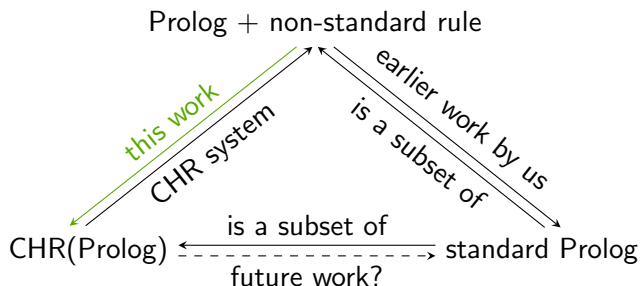 Prolog + non-standard rule
this work
CHR system
earlier work by us
is a subset of
is a subset of
CHR(Prolog)
standard Prolog
future work?